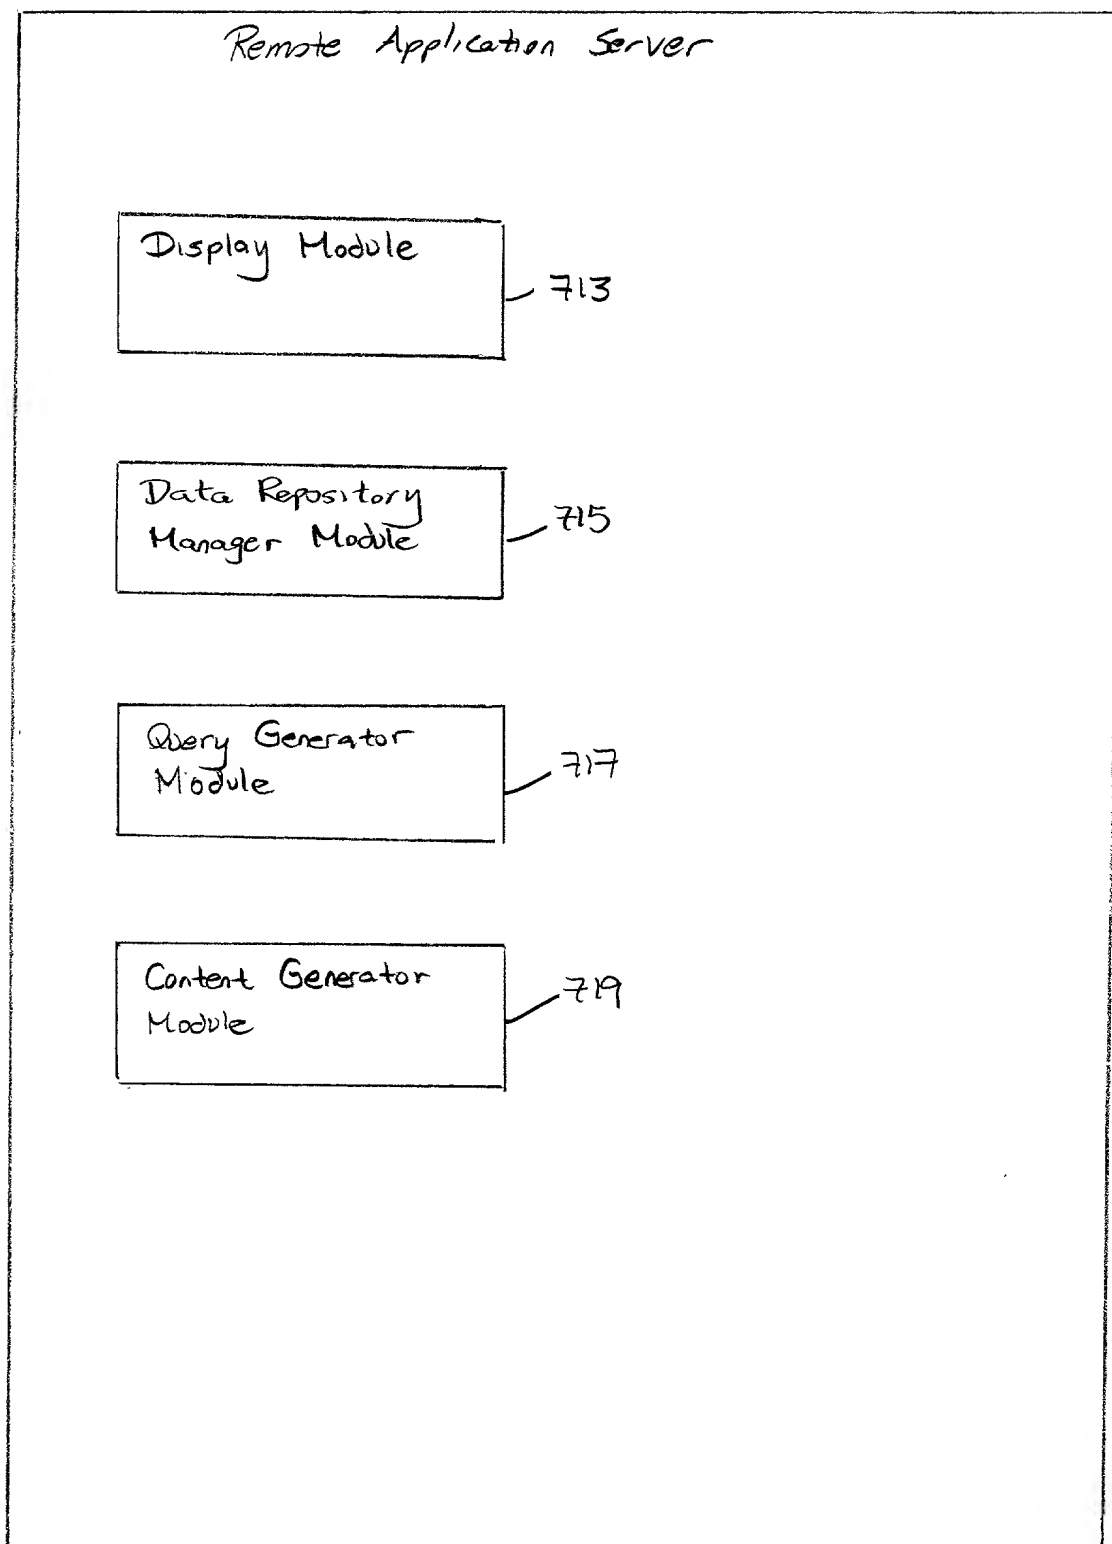 Remote Application Server
Display Module
713
Data Repository
Manager Module
715
Query Generator
Module
717
Content Generator
Module
719